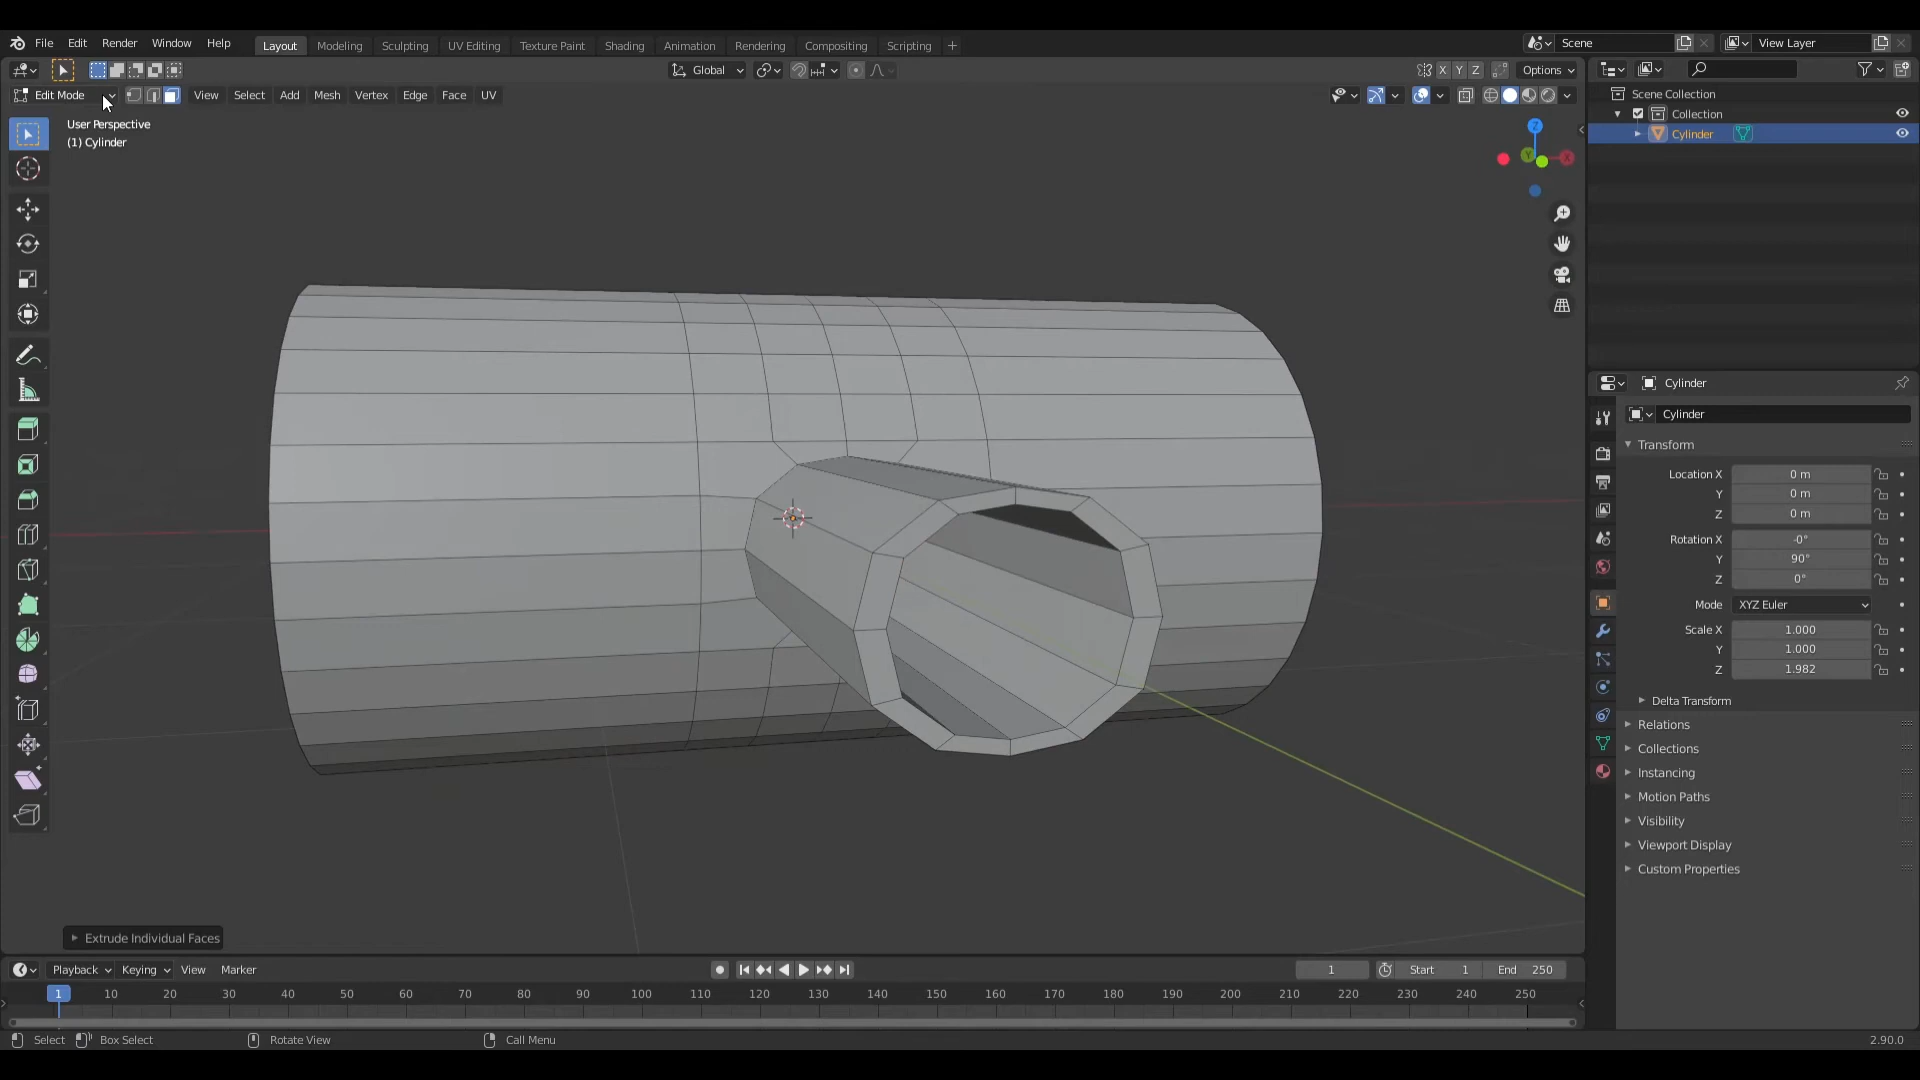 File Edit Render Window Help Layout Modeling Sculpting UV Editing Texture Paint Shading Animation Rendering Compositing Scripting + Scene View Layer
Global X Y Z Options
Edit Mode View Select Add Mesh Vertex Edge Face UV
User Perspective
(1) Cylinder
Z
X
Y
Scene Collection
Collection
Cylinder
Cylinder
Cylinder
Transform
Location X 0 m
Y 0 m
Z 0 m
Rotation X -0°
Y 90°
Z 0°
Mode XYZ Euler
Scale X 1.000
Y 1.000
Z 1.982
Delta Transform
Relations
Collections
Instancing
Motion Paths
Visibility
Viewport Display
Custom Properties
Extrude Individual Faces
Playback Keying View Marker 1 Start 1 End 250
1 10 20 30 40 50 60 70 80 90 100 110 120 130 140 150 160 170 180 190 200 210 220 230 240 250
Select Box Select Rotate View Call Menu 2.90.0